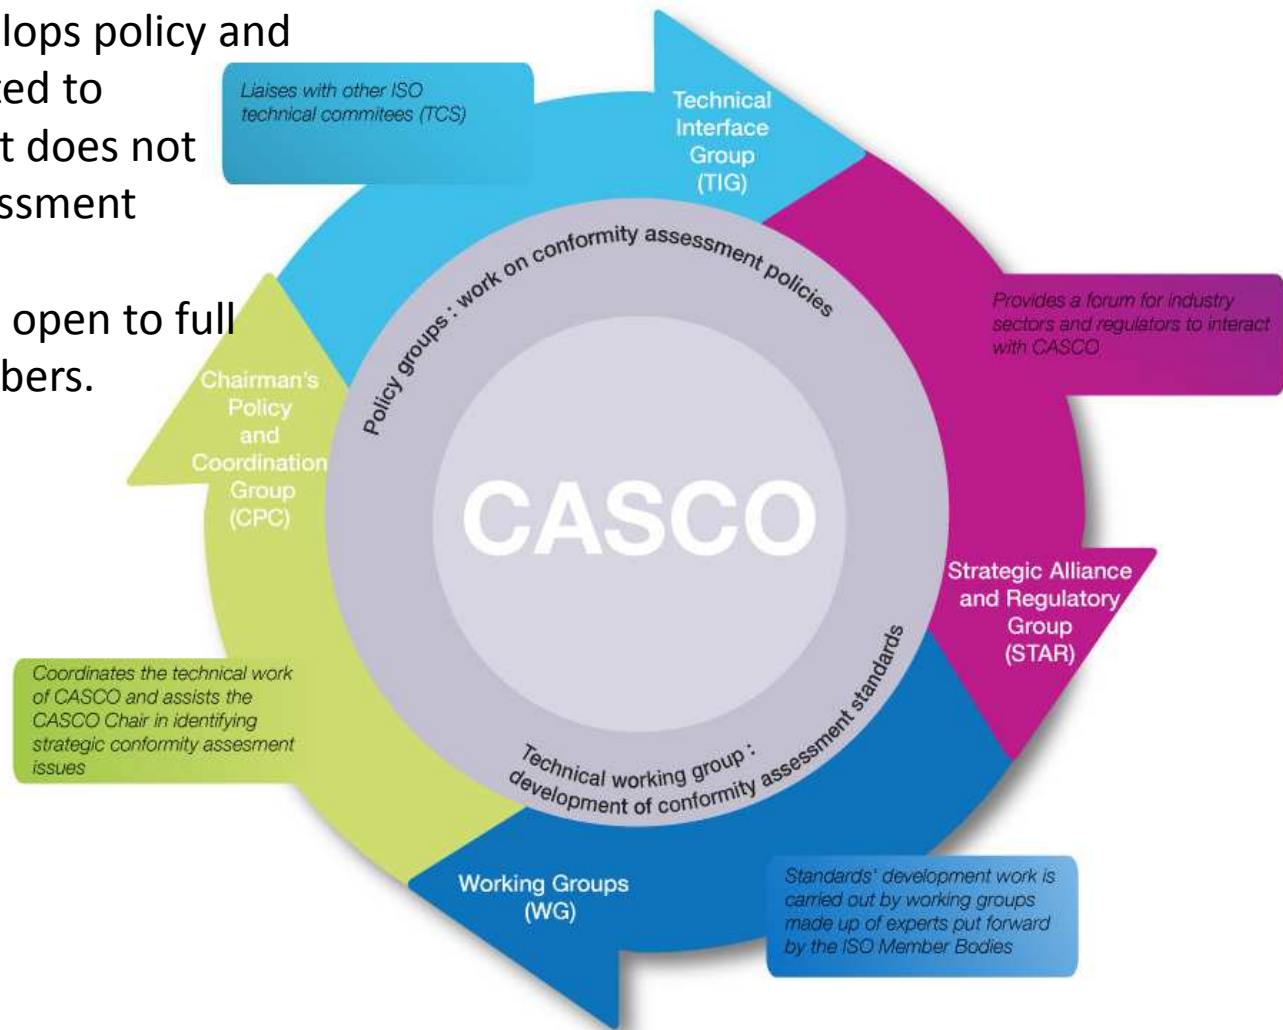 lops policy and
ted to
t does not
essment
open to full
bers.
Liaises with other ISO
technical commitees (TCS)
Technical
Interface
Group
(TIG)
Provides a forum for industry
sectors and regulators to interact
with CASCO
Policy groups : work on conformity assessment policies
Chairman's
Policy
and
Coordination
Group
(CPC)
CASCO
Strategic Alliance
and Regulatory
Group
(STAR)
Coordinates the technical work
of CASCO and assists the
CASCO Chair in identifying
strategic conformity assesment
issues
Technical working group :
development of conformity assessment standards
Working Groups
(WG)
Standards' development work is
carried out by working groups
made up of experts put forward
by the ISO Member Bodies